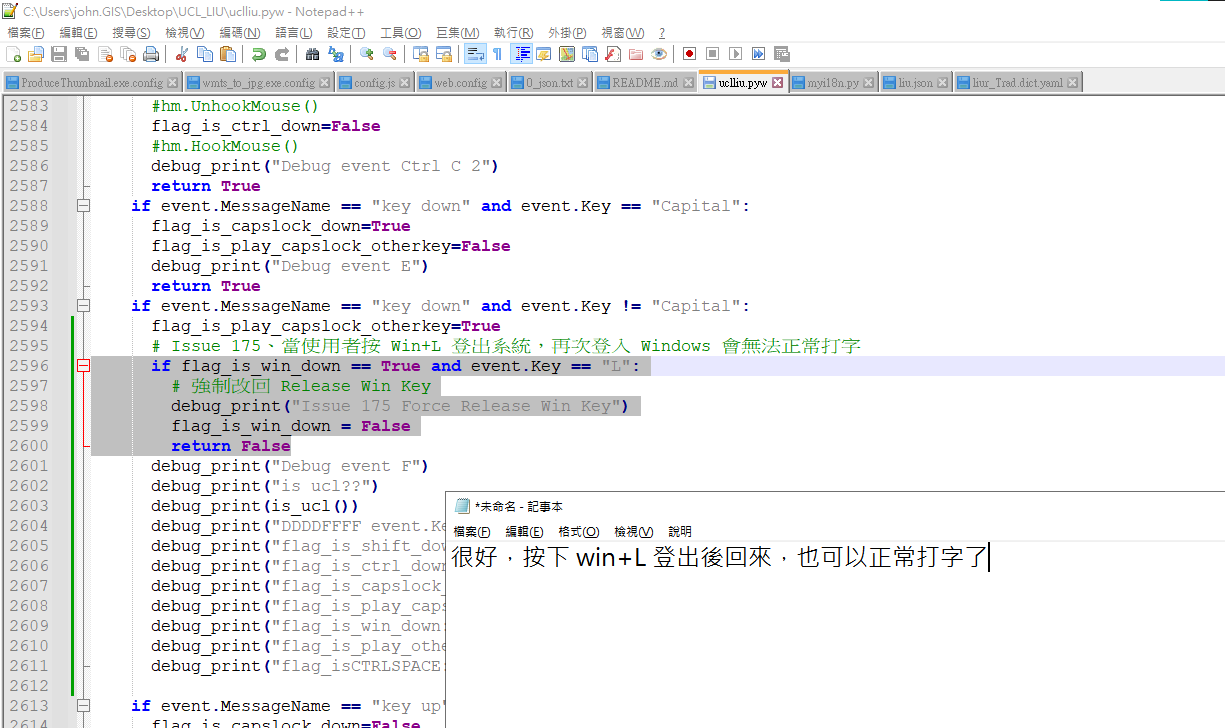 C:\Users\john.GIS\Desktop\UCL_LIU\uclliu.pyw - Notepad++
檔案(F) 編輯(E) 搜尋(S) 檢視(V) 編碼(N) 語言(L) 設定(T) 工具(O) 巨集(M) 執行(R) 外掛(P) 視窗(W) ?
ProduceThumbnail.exe.config wmts_to_jpg.exe.config config.js web.config 0_json.txt README.md uclliu.pyw myi18n.py liu.json liur_Trad.dict.yaml
2583 #hm.UnhookMouse()
2584 flag_is_ctrl_down=False
2585 #hm.HookMouse()
2586 debug_print("Debug event Ctrl C 2")
2587 return True
2588 if event.MessageName == "key down" and event.Key == "Capital":
2589 flag_is_capslock_down=True
2590 flag_is_play_capslock_otherkey=False
2591 debug_print("Debug event E")
2592 return True
2593 if event.MessageName == "key down" and event.Key != "Capital":
2594 flag_is_play_capslock_otherkey=True
2595 # Issue 175、當使用者按 Win+L 登出系統，再次登入 Windows 會無法正常打字
2596 if flag_is_win_down == True and event.Key == "L":
2597 # 強制改回 Release Win Key
2598 debug_print("Issue 175 Force Release Win Key")
2599 flag_is_win_down = False
2600 return False
2601 debug_print("Debug event F")
2602 debug_print("is ucl??")
2603 debug_print(is_ucl())
2604 debug_print("DDDDFFFF event.Ke
2605 debug_print("flag_is_shift_dow
2606 debug_print("flag_is_ctrl_down
2607 debug_print("flag_is_capslock_
2608 debug_print("flag_is_play_caps
2609 debug_print("flag_is_win_down:
2610 debug_print("flag_is_play_othe
2611 debug_print("flag_isCTRLSPACE:
2612
2613 if event.MessageName == "key up"
2614 flag_is_capslock_down=False
*未命名 - 記事本
檔案(F) 編輯(E) 格式(O) 檢視(V) 說明
很好，按下 win+L 登出後回來，也可以正常打字了